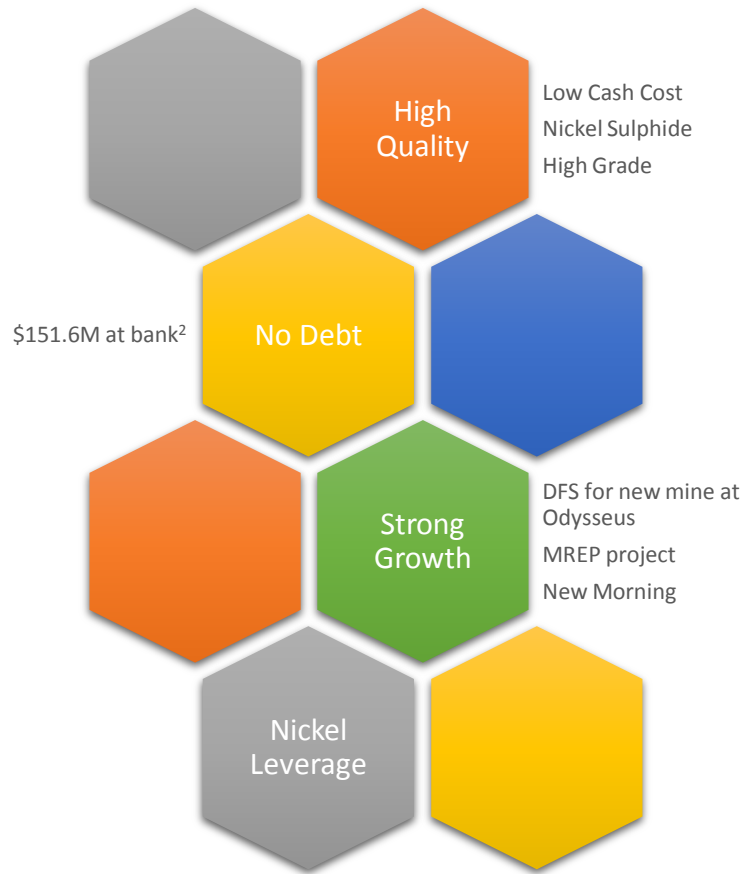 High
Quality
Low Cash Cost
Nickel Sulphide
High Grade
$151.6M at bank²
No Debt
Strong
Growth
DFS for new mine at
Odysseus
MREP project
New Morning
Nickel
Leverage